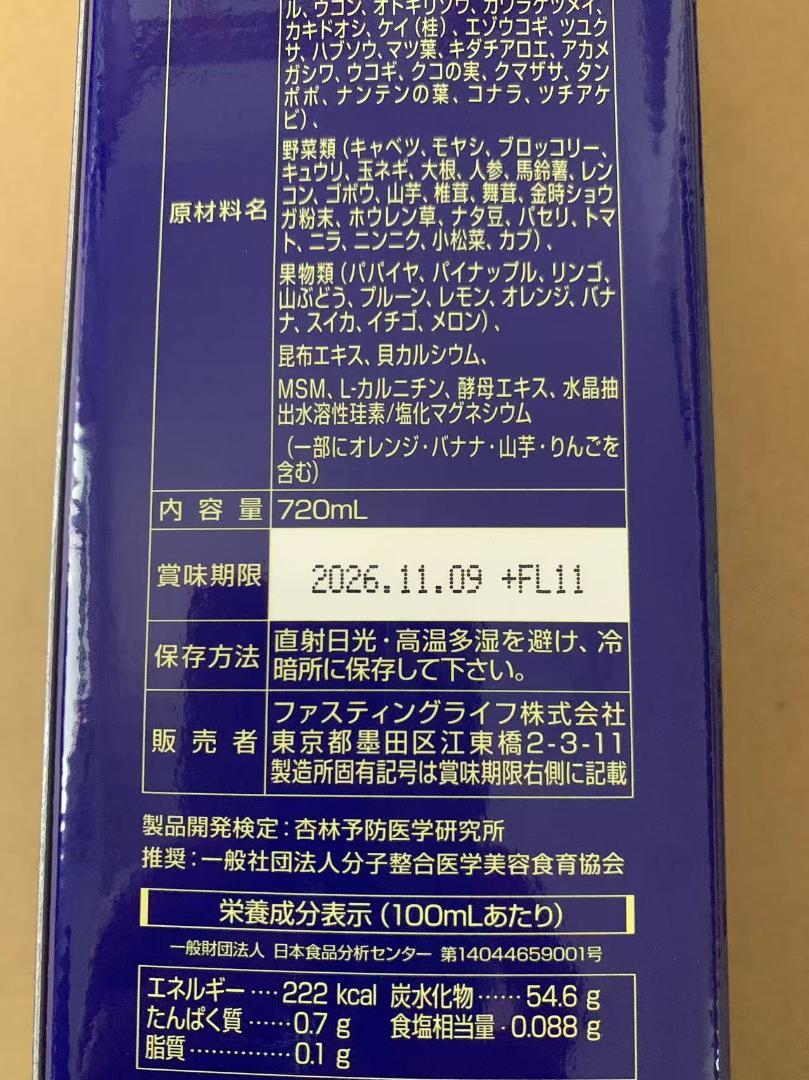 ル、ウコン、オトギリソウ、カワラケツメイ、
カキドオシ、ケイ(桂)、エゾウコギ、ツユク
サ、ハブソウ、マツ葉、キダチアロエ、アカメ
ガシワ、ウコギ、クコの実、クマザサ、タン
ポポ、ナンテンの葉、コナラ、ツチアケ
ビ)、
野菜類(キャベツ、モヤシ、ブロッコリー、
キュウリ、玉ネギ、大根、人参、馬鈴薯、レン
コン、ゴボウ、山芋、椎茸、舞茸、金時ショウ
ガ粉末、ホウレン草、ナタ豆、パセリ、トマ
ト、ニラ、ニンニク、小松菜、カブ)、
原材料名
果物類(パパイヤ、パイナップル、リンゴ、
山ぶどう、プルーン、レモン、オレンジ、バナ
ナ、スイカ、イチゴ、メロン)、
昆布エキス、貝カルシウム、
MSM、L-カルニチン、酵母エキス、水晶抽
出水溶性珪素/塩化マグネシウム
(一部にオレンジ・バナナ・山芋・りんごを
含む)
内容量 720mL
賞味期限 2026.11.09 +FL11
保存方法 直射日光・高温多湿を避け、冷
暗所に保存して下さい。
ファスティングライフ株式会社
販売者 東京都墨田区江東橋2-3-11
製造所固有記号は賞味期限右側に記載
製品開発検定:杏林予防医学研究所
推奨:一般社団法人分子整合医学美容食育協会
栄養成分表示(100mLあたり)
一般財団法人 日本食品分析センター 第14044659001号
エネルギー‥‥222 kcal 炭水化物‥‥‥54.6 g
たんぱく質‥‥‥0.7 g 食塩相当量・0.088 g
脂質‥‥‥‥‥‥‥0.1 g